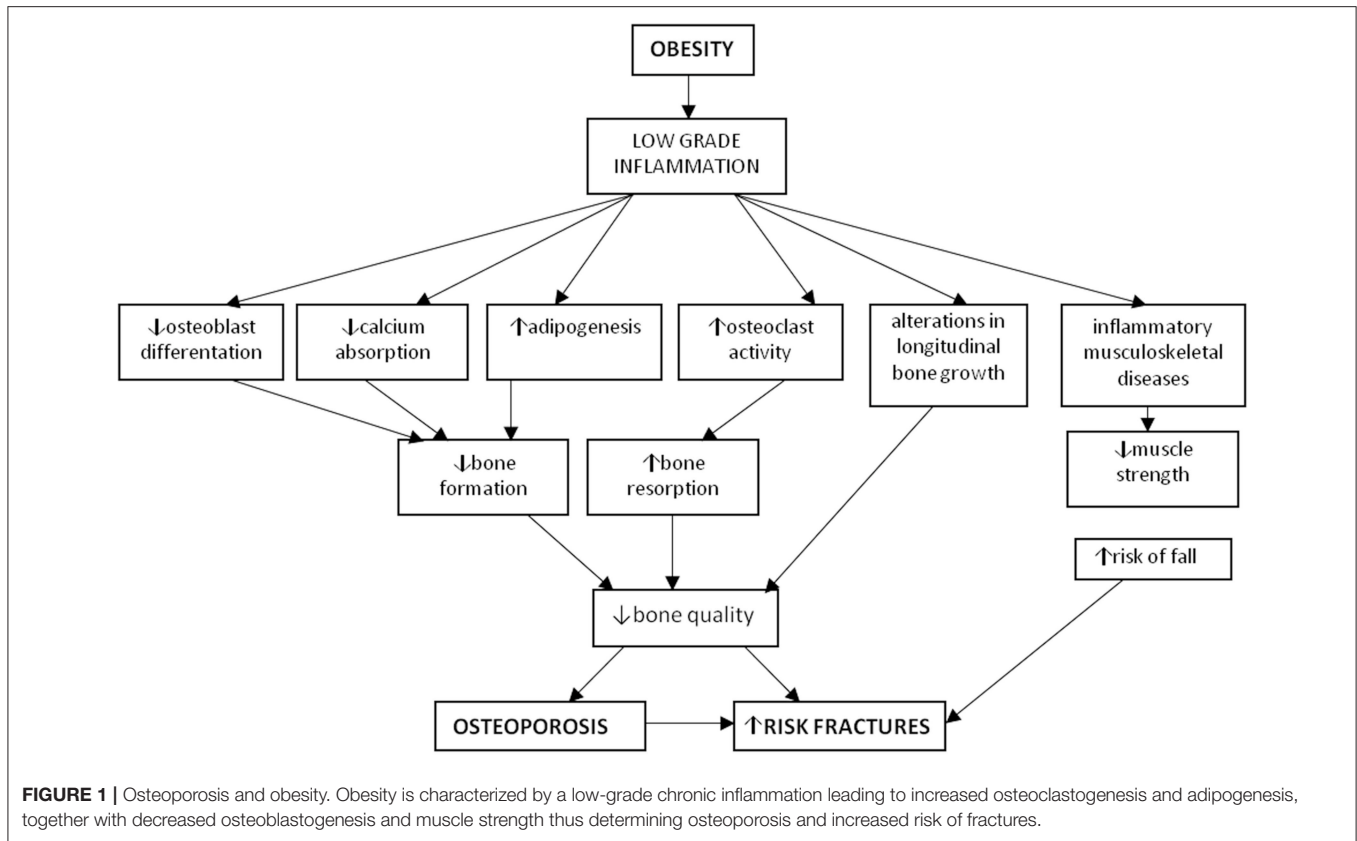 OBESITY
LOW GRADE
INFLAMMATION
↓osteoblast
differentation
↓calcium
absorption
↑adipogenesis
↑osteoclast
activity
alterations in
longitudinal
bone growth
inflammatory
musculoskeletal
diseases
↓bone
formation
↑bone
resorption
↓muscle
strength
↑risk of fall
↓bone quality
OSTEOPOROSIS
↑RISK FRACTURES
FIGURE 1 | Osteoporosis and obesity. Obesity is characterized by a low-grade chronic inflammation leading to increased osteoclastogenesis and adipogenesis,
together with decreased osteoblastogenesis and muscle strength thus determining osteoporosis and increased risk of fractures.